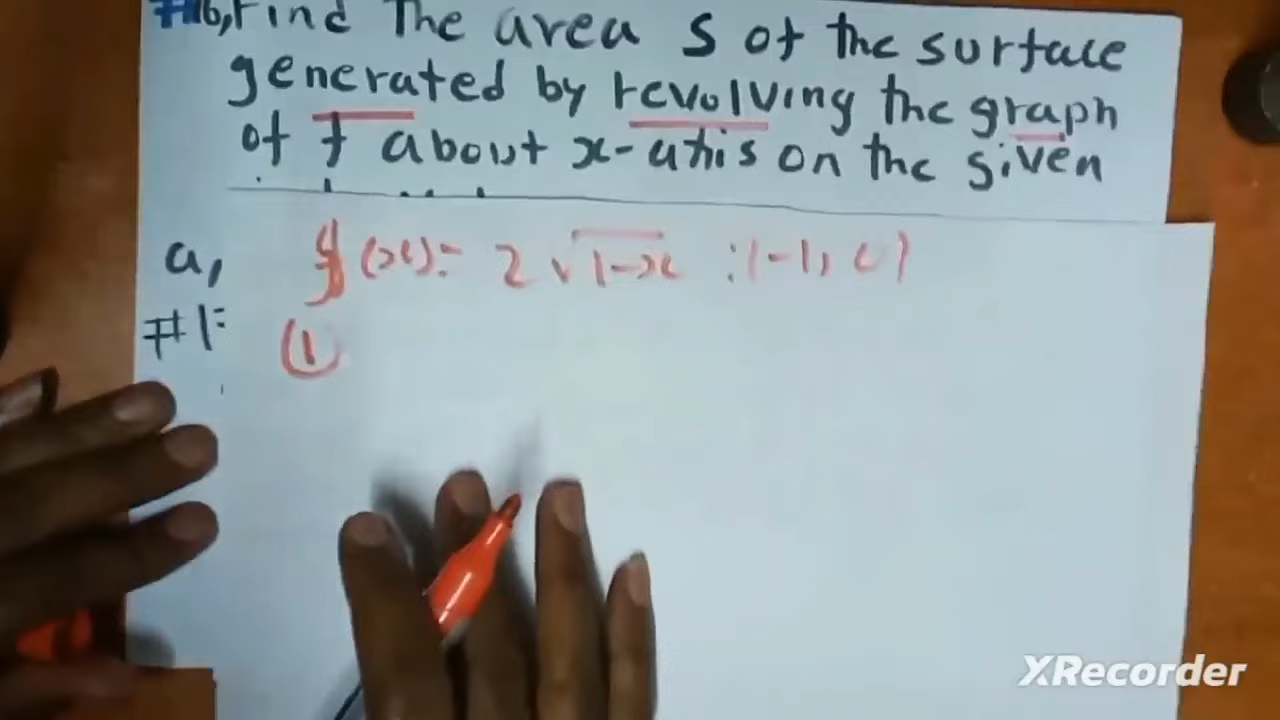 #16, Find The area S of the surface
generated by revolving the graph
of f about x-axis on the given
a, f(x)= 2√1-x : [-1, 0]
#1:
①
XRecorder